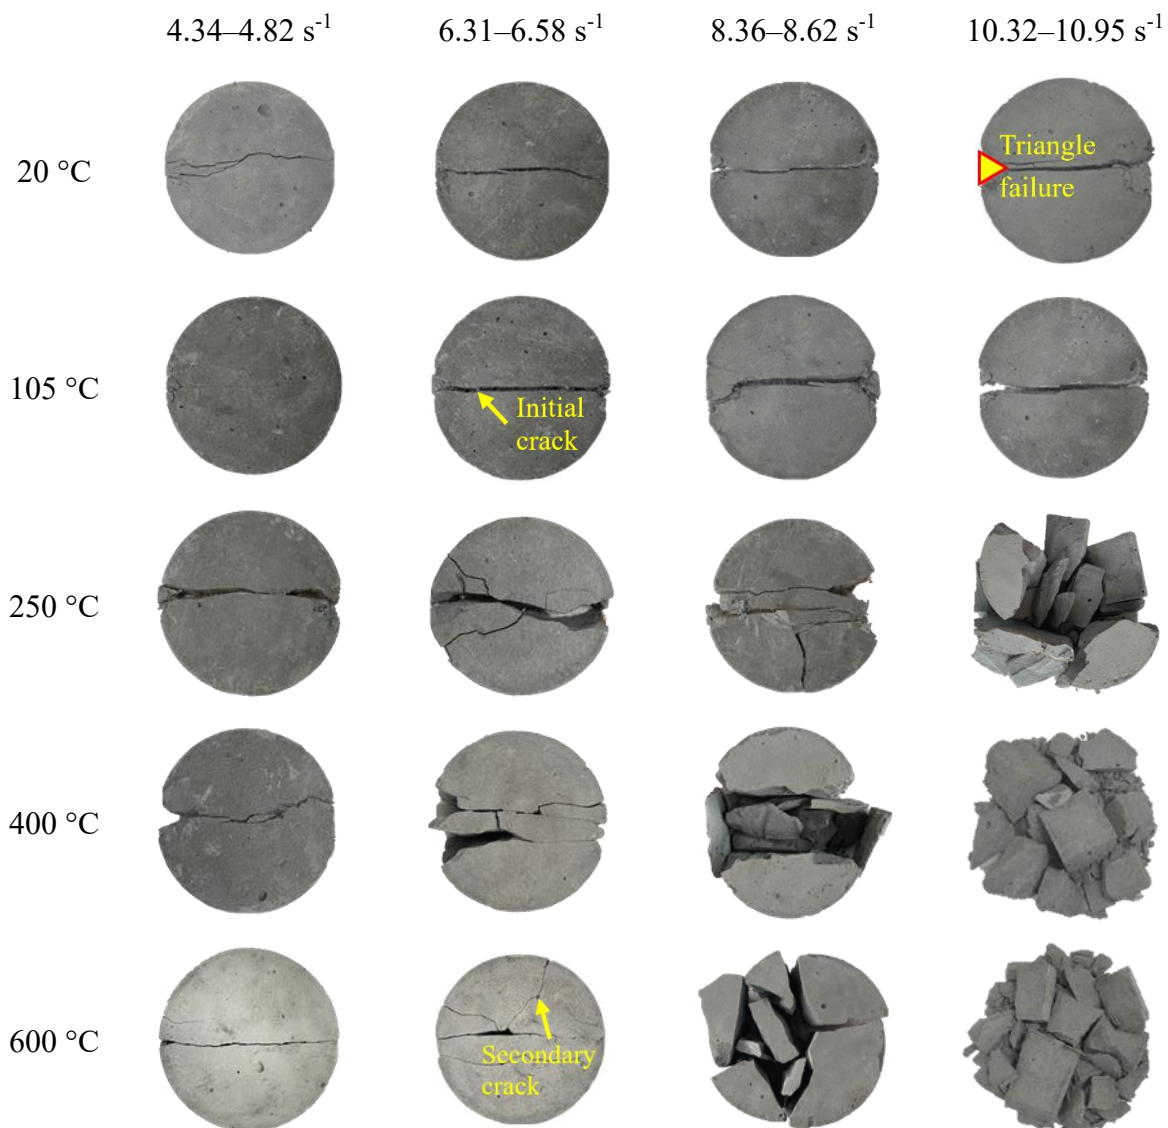 4.34–4.82 s-1
6.31–6.58 s-1
8.36–8.62 s-1
10.32–10.95 s-1
20 °C
Triangle
failure
105 °C
Initial
crack
250 °C
400 °C
600 °C
Secondary
crack